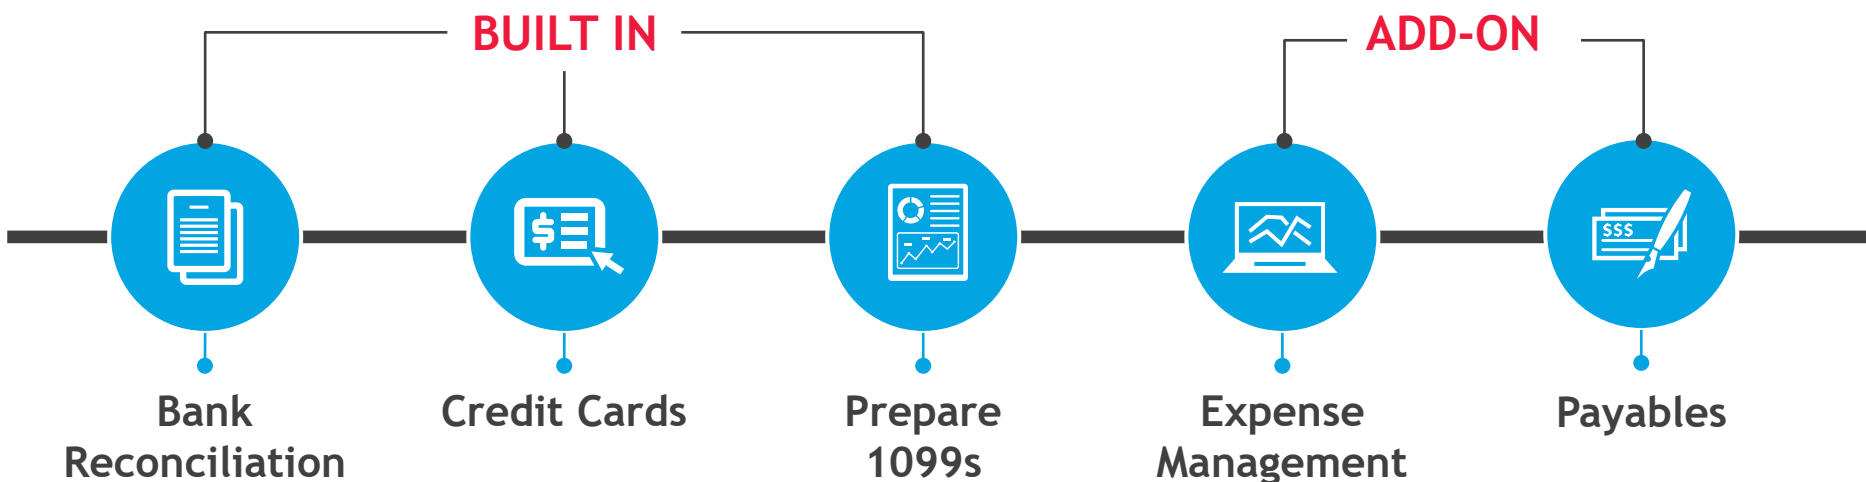 BUILT IN
ADD-ON
$
$$$
Bank
Reconciliation
Credit Cards
Prepare
1099s
Expense
Management
Payables